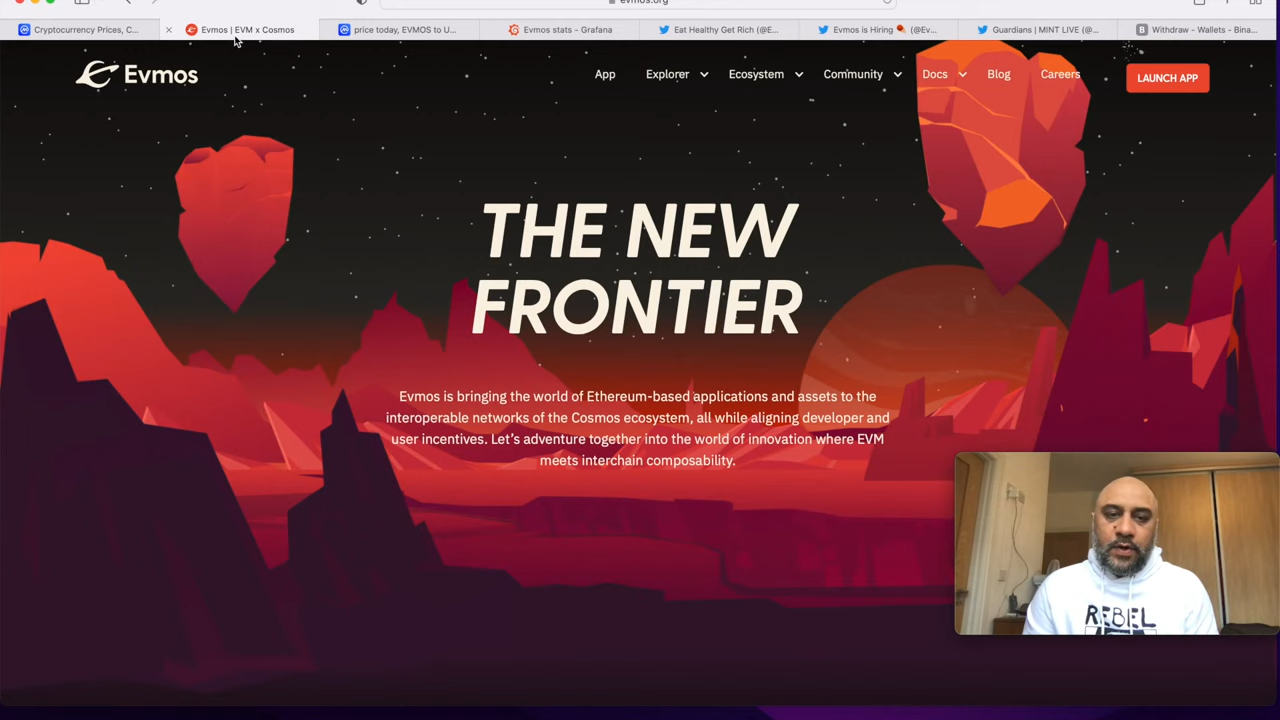 evmos.org
Cryptocurrency Prices, C...
Evmos | EVM x Cosmos
price today, EVMOS to U...
Evmos stats - Grafana
Eat Healthy Get Rich (@E...
Evmos is Hiring (@Ev...
Guardians | MINT LIVE (@...
Withdraw - Wallets - Bina...
Evmos
App
Explorer
Ecosystem
Community
Docs
Blog
Careers
LAUNCH APP
THE NEW
FRONTIER
Evmos is bringing the world of Ethereum-based applications and assets to the
interoperable networks of the Cosmos ecosystem, all while aligning developer and
user incentives. Let's adventure together into the world of innovation where EVM
meets interchain composability.
REBEL